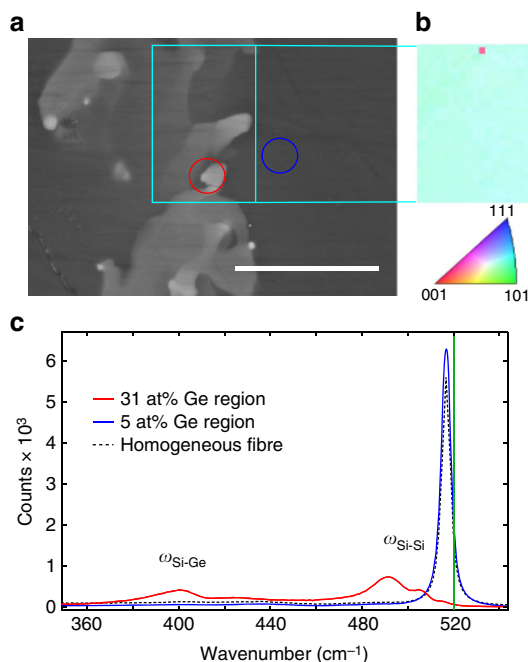 a
b
111
001
101
c
6
5
4
3
2
1
0
Counts × 10³
31 at% Ge region
5 at% Ge region
Homogeneous fibre
ωSi-Ge
ωSi-Si
360
400
440
480
520
Wavenumber (cm⁻¹)